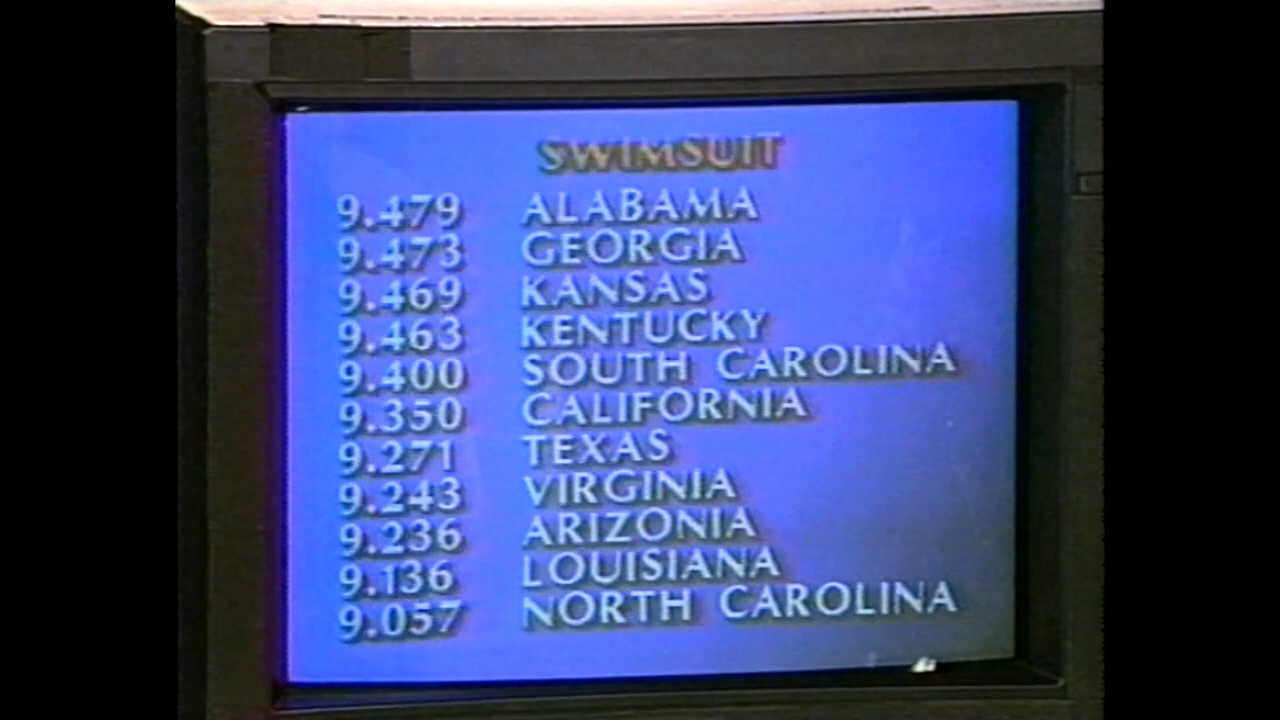 SWIMSUIT
9.479 ALABAMA
9.473 GEORGIA
9.469 KANSAS
9.463 KENTUCKY
9.400 SOUTH CAROLINA
9.350 CALIFORNIA
9.271 TEXAS
9.243 VIRGINIA
9.236 ARIZONIA
9.136 LOUISIANA
9.057 NORTH CAROLINA